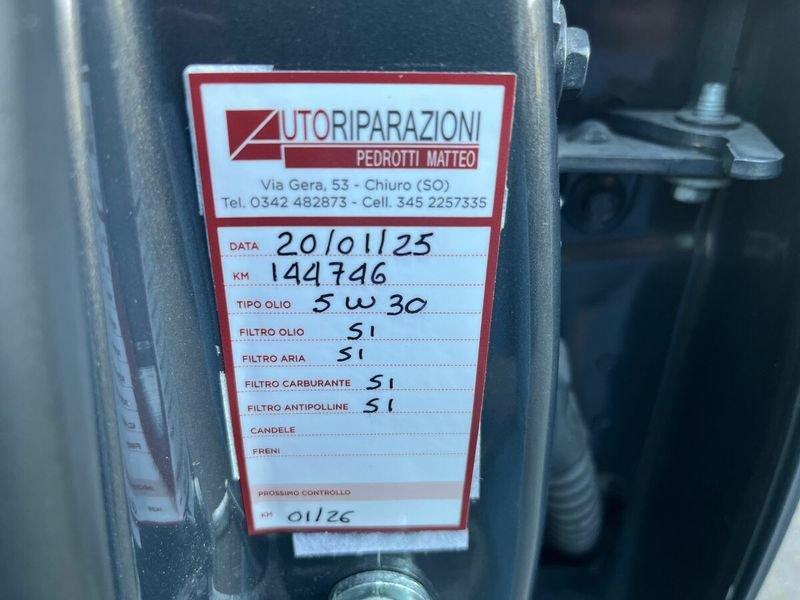 AUTORIPARAZIONI
PEDROTTI MATTEO
Via Gera, 53 - Chiuro (SO)
Tel. 0342 482873 - Cell. 345 2257335
DATA 20/01/25
KM 144746
TIPO OLIO 5W30
FILTRO OLIO SI
FILTRO ARIA SI
FILTRO CARBURANTE SI
FILTRO ANTIPOLLINE SI
CANDELE
FRENI
PROSSIMO CONTROLLO
KM 01/26